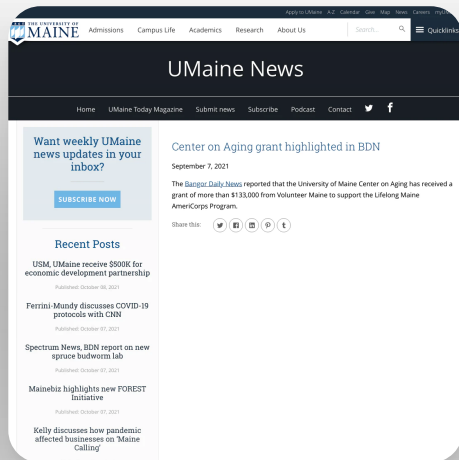 Apply to UMaine A-Z Calendar Give Map News Careers
THE UNIVERSITY OF
MAINE
Admissions Campus Life Academics Research About Us Search... Quicklinks
UMaine News
Home UMaine Today Magazine Submit news Subscribe Podcast Contact
Want weekly UMaine
news updates in your
inbox?
SUBSCRIBE NOW
Recent Posts
USM, UMaine receive $500K for
economic development partnership
Published: October 08, 2021
Ferrini-Mundy discusses COVID-19
protocols with CNN
Published: October 07, 2021
Spectrum News, BDN report on new
spruce budworm lab
Published: October 07, 2021
Mainebiz highlights new FOREST
Initiative
Published: October 07, 2021
Kelly discusses how pandemic
affected businesses on ‘Maine
Calling’
Center on Aging grant highlighted in BDN
September 7, 2021
The Bangor Daily News reported that the University of Maine Center on Aging has received a
grant of more than $133,000 from Volunteer Maine to support the Lifelong Maine
AmeriCorps Program.
Share this: